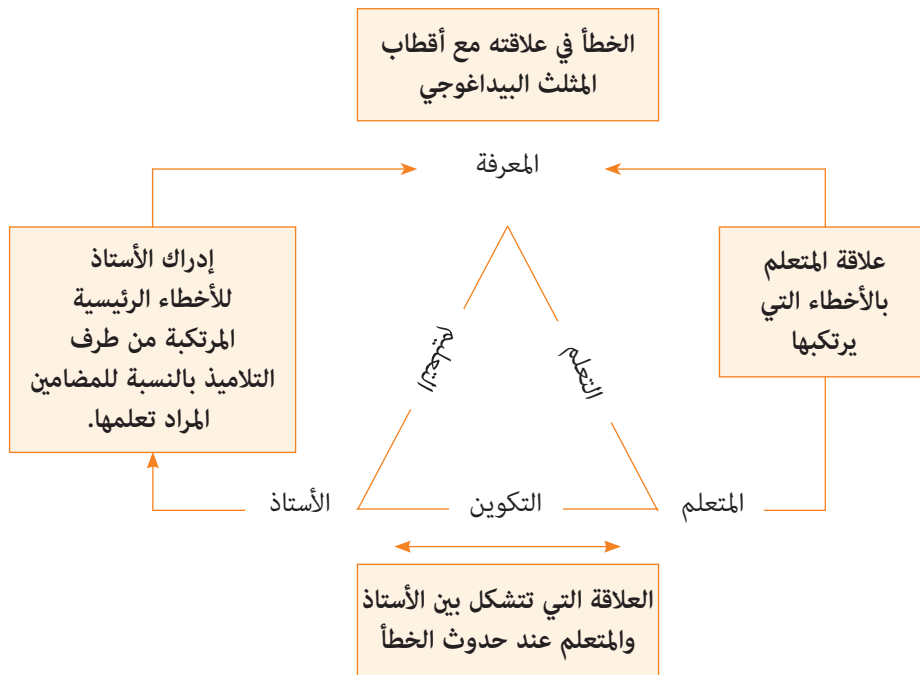 الخطأ في علاقته مع أقطاب
المثلث البيداغوجي
المعرفة
علاقة المتعلم
بالأخطاء التي
يرتكبها
إدراك الأستاذ
للأخطاء الرئيسية
المرتكبة من طرف
التلاميذ بالنسبة للمضامين
المراد تعلمها.
التعلم
التعليم
المتعلم
التكوين
الأستاذ
العلاقة التي تتشكل بين الأستاذ
والمتعلم عند حدوث الخطأ